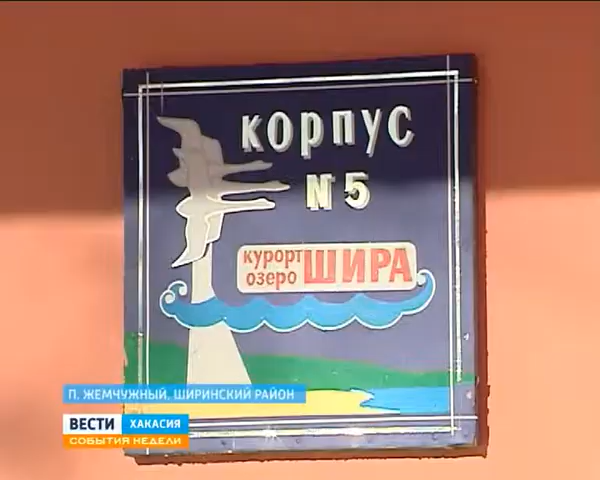 корпус
№5
курорт
озеро
ШИРА
П. ЖЕМЧУЖНЫЙ, ШИРИНСКИЙ РАЙОН
ВЕСТИ ХАКАСИЯ
СОБЫТИЯ НЕДЕЛИ